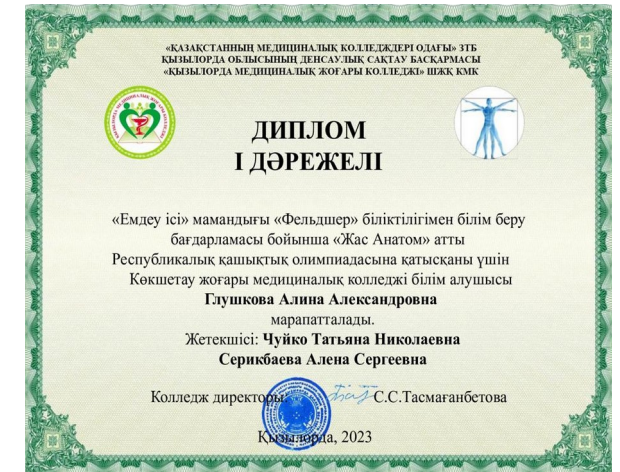 «ҚАЗАҚСТАННЫҢ МЕДИЦИНАЛЫҚ КОЛЛЕДЖДЕРІ ОДАҒЫ» ЗТБ
ҚЫЗЫЛОРДА ОБЛЫСЫНЫҢ ДЕНСАУЛЫҚ САҚТАУ БАСҚАРМАСЫ
«ҚЫЗЫЛОРДА МЕДИЦИНАЛЫҚ ЖОҒАРЫ КОЛЛЕДЖІ» ШЖҚ КМК
ДИПЛОМ
І ДӘРЕЖЕЛІ
«Емдеу ісі» мамандығы «Фельдшер» біліктілігімен білім беру
бағдарламасы бойынша «Жас Анатом» атты
Республикалық қашықтық олимпиадасына қатысқаны үшін
Көкшетау жоғары медициналық колледжі білім алушысы
Глушкова Алина Александровна
марапатталады.
Жетекшісі: Чуйко Татьяна Николаевна
Серикбаева Алена Сергеевна
Колледж директоры: С.С.Тасмағанбетова
Қызылорда, 2023